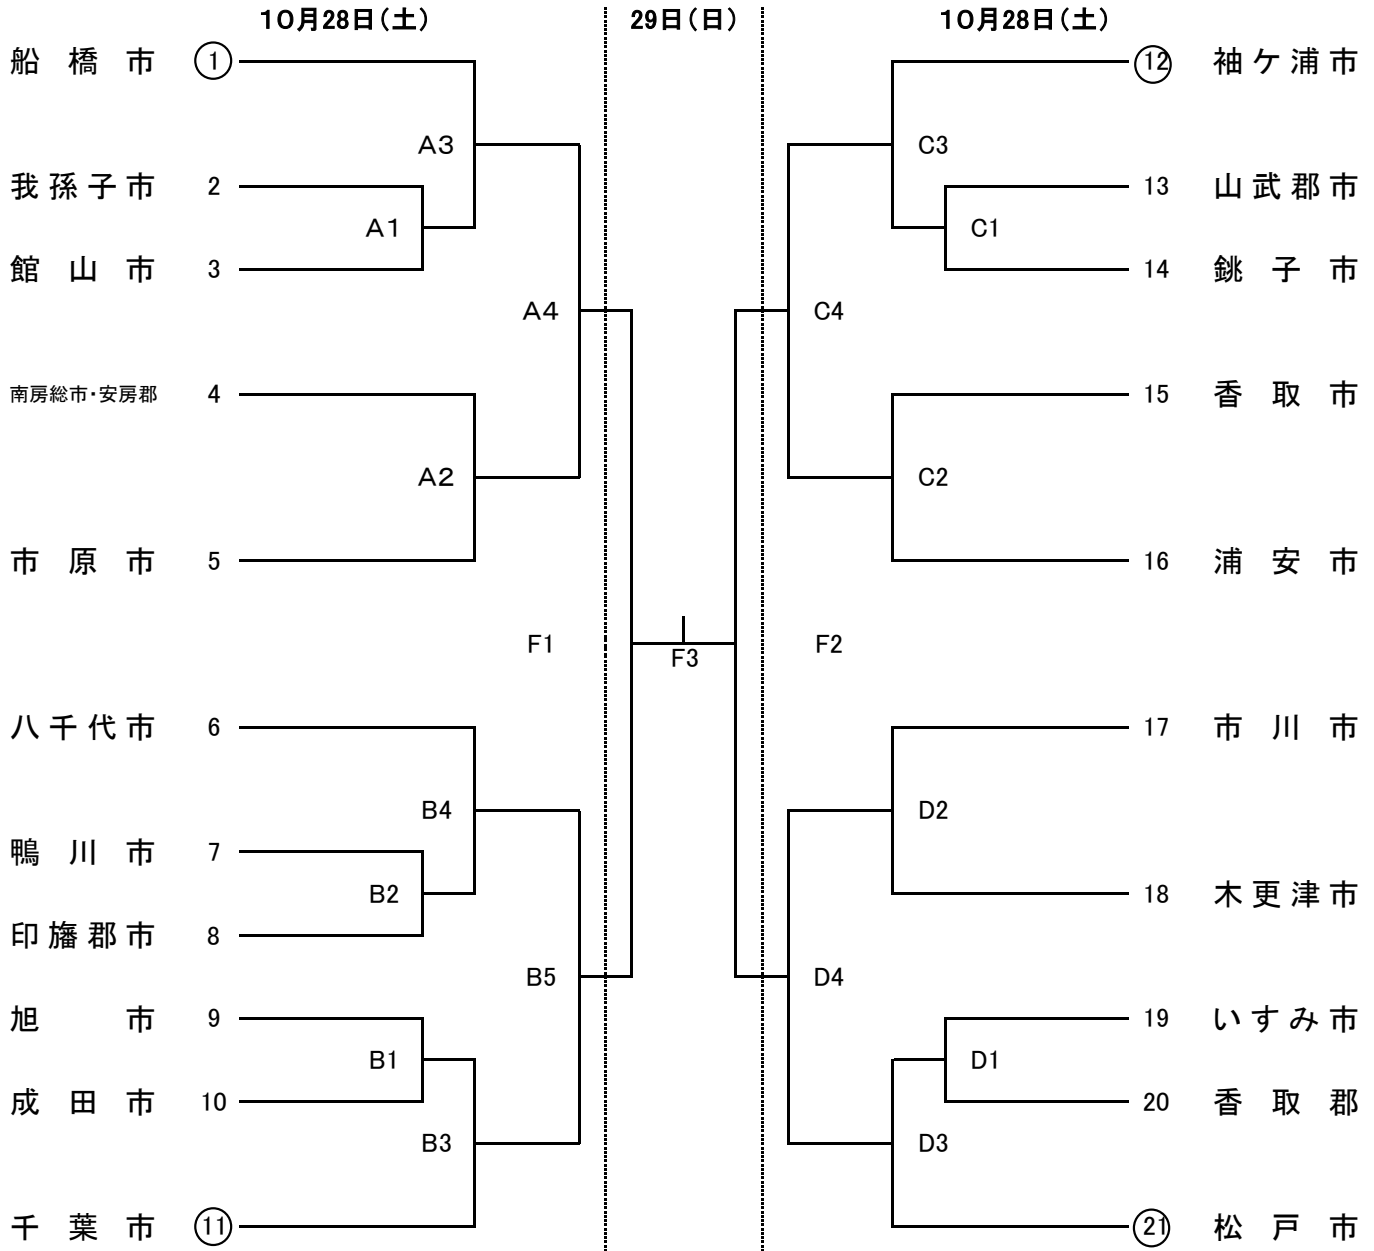 10月28日(土) 29日(日) 10月28日(土)
船橋市 1
12 袖ケ浦市
A3
C3
我孫子市 2
13 山武郡市
A1
C1
館山市 3
14 銚子市
A4
C4
南房総市・安房郡 4
15 香取市
A2
C2
市原市 5
16 浦安市
F1
F3
F2
八千代市 6
17 市川市
B4
D2
鴨川市 7
B2
18 木更津市
印旛郡市 8
B5
D4
旭市 9
19 いすみ市
B1
D1
成田市 10
20 香取郡
B3
D3
千葉市 11
21 松戸市